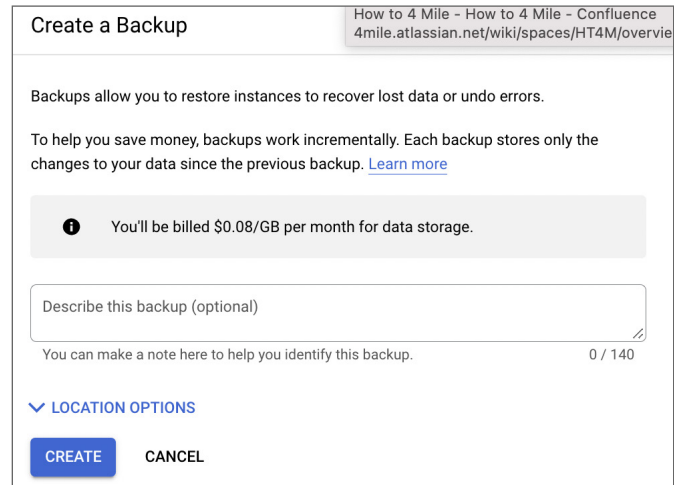 Create a Backup
How to 4 Mile - How to 4 Mile - Confluence
4mile.atlassian.net/wiki/spaces/HT4M/overvie
Backups allow you to restore instances to recover lost data or undo errors.
To help you save money, backups work incrementally. Each backup stores only the
changes to your data since the previous backup. Learn more
You'll be billed $0.08/GB per month for data storage.
Describe this backup (optional)
You can make a note here to help you identify this backup.
0 / 140
LOCATION OPTIONS
CREATE
CANCEL